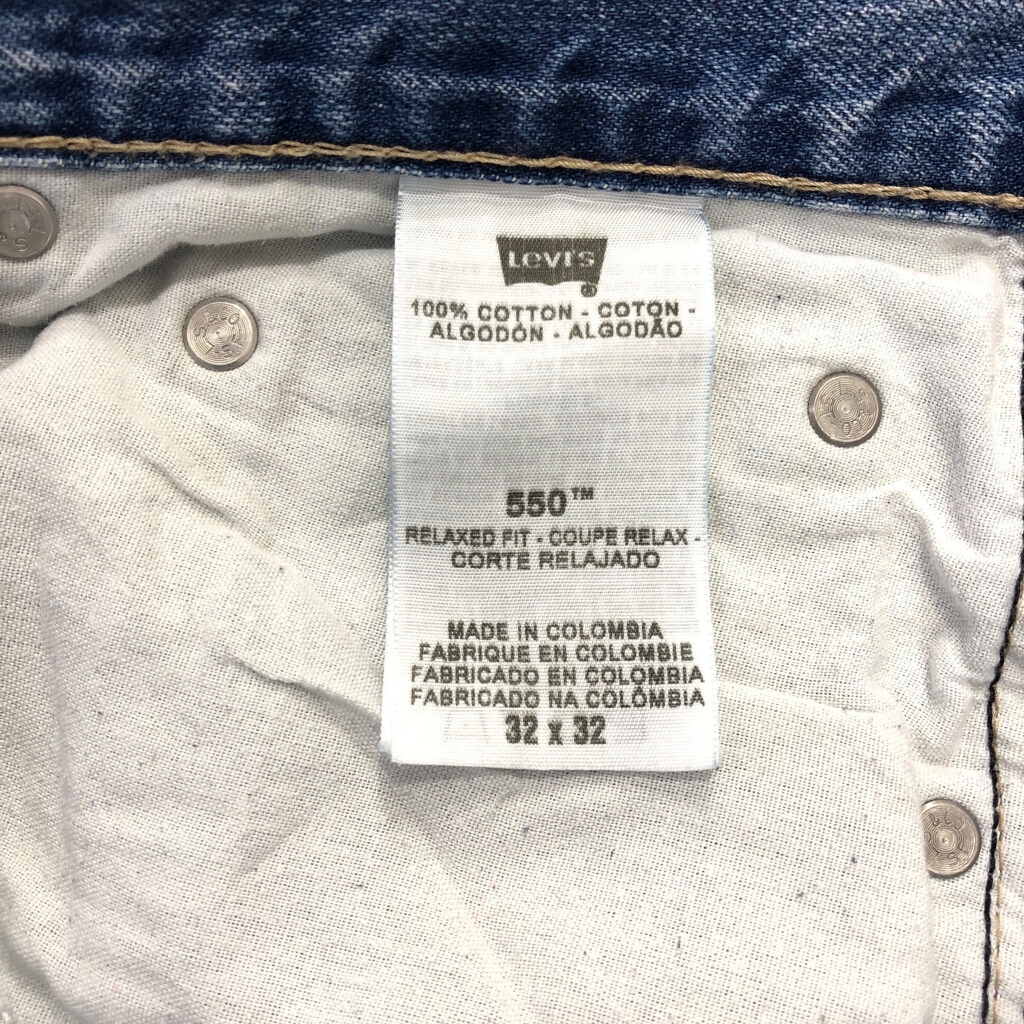 Levi's
100% COTTON - COTON -
ALGODÓN - ALGODÃO
550™
RELAXED FIT - COUPE RELAX -
CORTE RELAJADO
MADE IN COLOMBIA
FABRIQUE EN COLOMBIE
FABRICADO EN COLOMBIA
FABRICADO NA COLÔMBIA
32 x 32